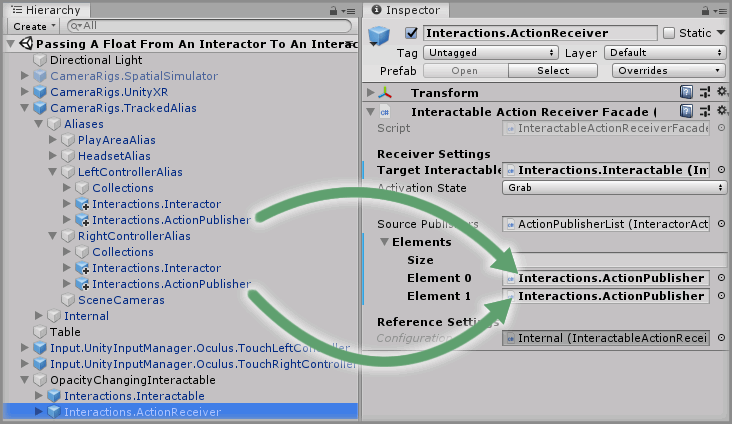 Hierarchy
Create
All
Passing A Float From An Interactor To An Interac
Directional Light
CameraRigs.SpatialSimulator
CameraRigs.UnityXR
CameraRigs.TrackedAlias
Aliases
PlayAreaAlias
HeadsetAlias
LeftControllerAlias
Collections
Interactions.Interactor
Interactions.ActionPublisher
RightControllerAlias
Collections
Interactions.Interactor
Interactions.ActionPublisher
SceneCameras
Internal
Table
Input.UnityInputManager.Oculus.TouchLeftController
Input.UnityInputManager.Oculus.TouchRightController
OpacityChangingInteractable
Interactions.Interactable
Interactions.ActionReceiver
Inspector
Interactions.ActionReceiver
Static
Tag Untagged Layer Default
Prefab Open Select Overrides
Transform
Interactable Action Receiver Facade (
Script InteractableActionReceiverFacade
Receiver Settings
Target Interactable Interactions.Interactable (Int
Activation State Grab
Source Publishers ActionPublisherList (InteractorAct
Elements
Size
Element 0 Interactions.ActionPublisher
Element 1 Interactions.ActionPublisher
Reference Settings
Configuration Internal (InteractableActionRecei